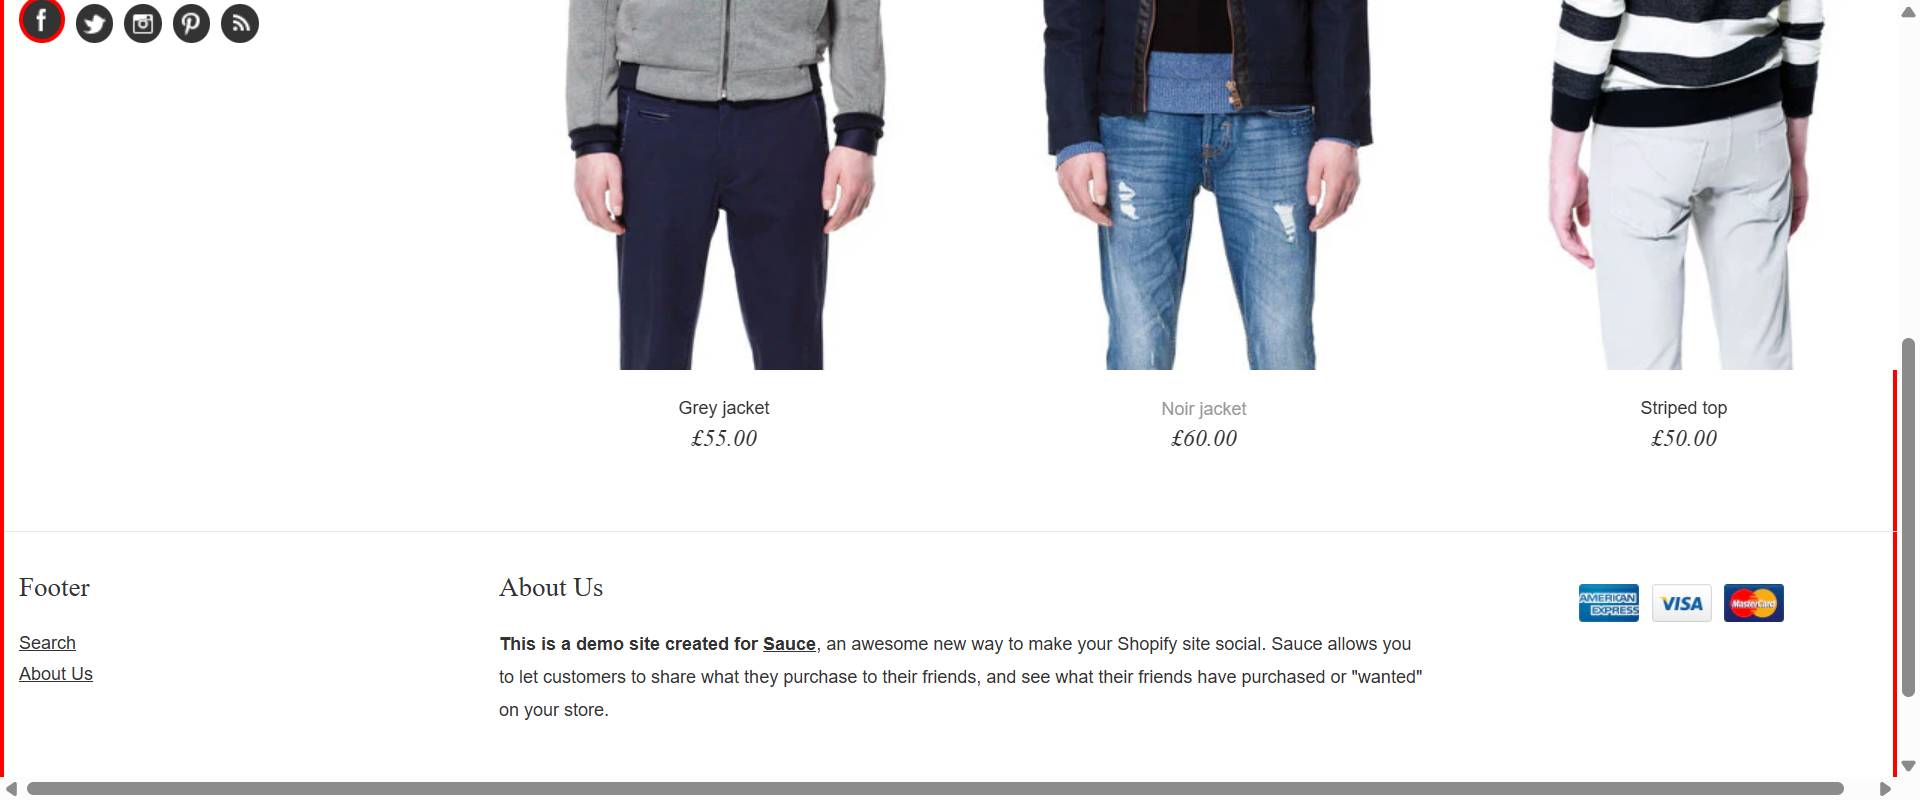 Grey jacket
£55.00
Noir jacket
£60.00
Striped top
£50.00
Footer
Search
About Us
About Us
This is a demo site created for Sauce, an awesome new way to make your Shopify site social. Sauce allows you
to let customers to share what they purchase to their friends, and see what their friends have purchased or "wanted"
on your store.
AMERICAN
EXPRESS
VISA
MasterCard